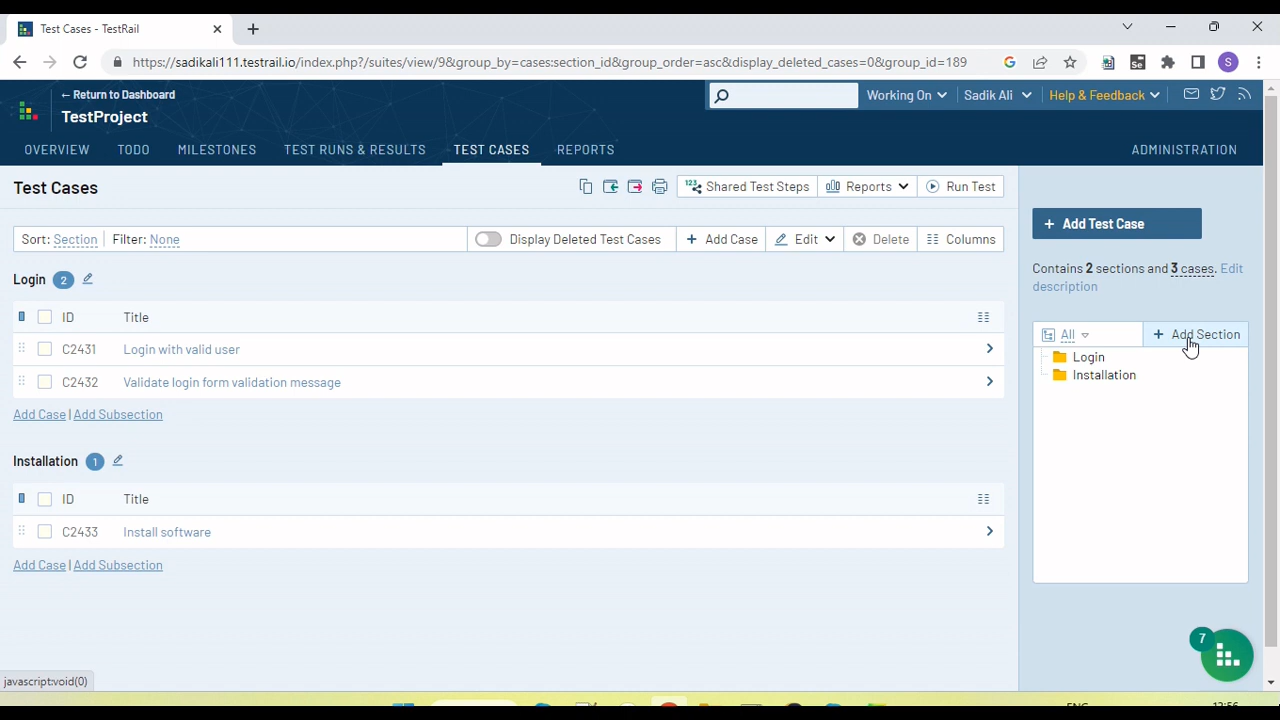 Test Cases - TestRail
https://sadikali111.testrail.io/index.php?/suites/view/9&group_by=cases:section_id&group_order=asc&display_deleted_cases=0&group_id=189
Se
S
← Return to Dashboard
TestProject
Working On
Sadik Ali
Help & Feedback
OVERVIEW
TODO
MILESTONES
TEST RUNS & RESULTS
TEST CASES
REPORTS
ADMINISTRATION
Test Cases
123
Shared Test Steps
Reports
Run Test
+ Add Test Case
Sort: Section
Filter: None
Display Deleted Test Cases
+ Add Case
Edit
Delete
Columns
Contains 2 sections and 3 cases. Edit
description
Login 2
ID Title
C2431 Login with valid user
C2432 Validate login form validation message
Add Case | Add Subsection
All
+ Add Section
Login
Installation
Installation 1
ID Title
C2433 Install software
Add Case | Add Subsection
7
javascript:void(0)